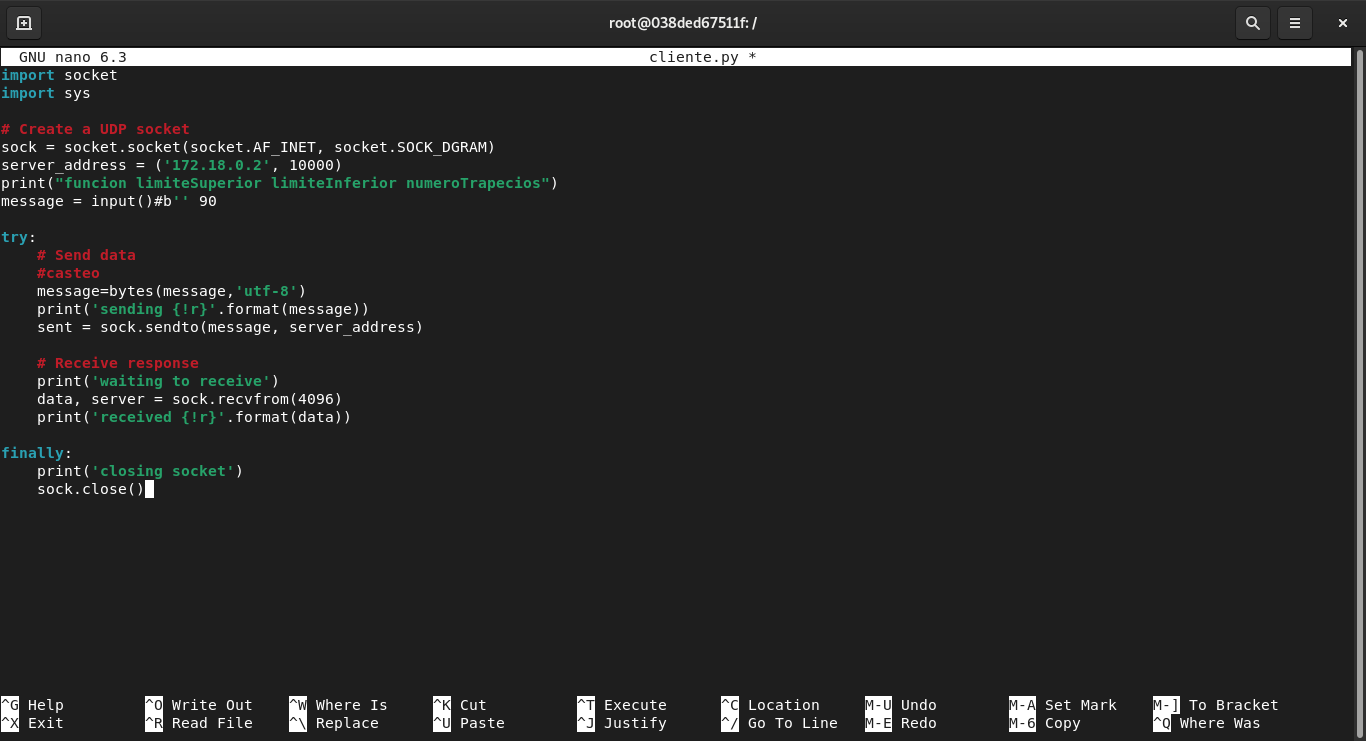 root@038ded67511f: /
GNU nano 6.3 cliente.py *
import socket
import sys
# Create a UDP socket
sock = socket.socket(socket.AF_INET, socket.SOCK_DGRAM)
server_address = ('172.18.0.2', 10000)
print("funcion limiteSuperior limiteInferior numeroTrapecios")
message = input()#b'' 90
try:
    # Send data
    #casteo
    message=bytes(message,'utf-8')
    print('sending {!r}'.format(message))
    sent = sock.sendto(message, server_address)
    # Receive response
    print('waiting to receive')
    data, server = sock.recvfrom(4096)
    print('received {!r}'.format(data))
finally:
    print('closing socket')
    sock.close()
^G Help ^O Write Out ^W Where Is ^K Cut ^T Execute ^C Location M-U Undo M-A Set Mark M-] To Bracket
^X Exit ^R Read File ^\ Replace ^U Paste ^J Justify ^/ Go To Line M-E Redo M-6 Copy ^Q Where Was